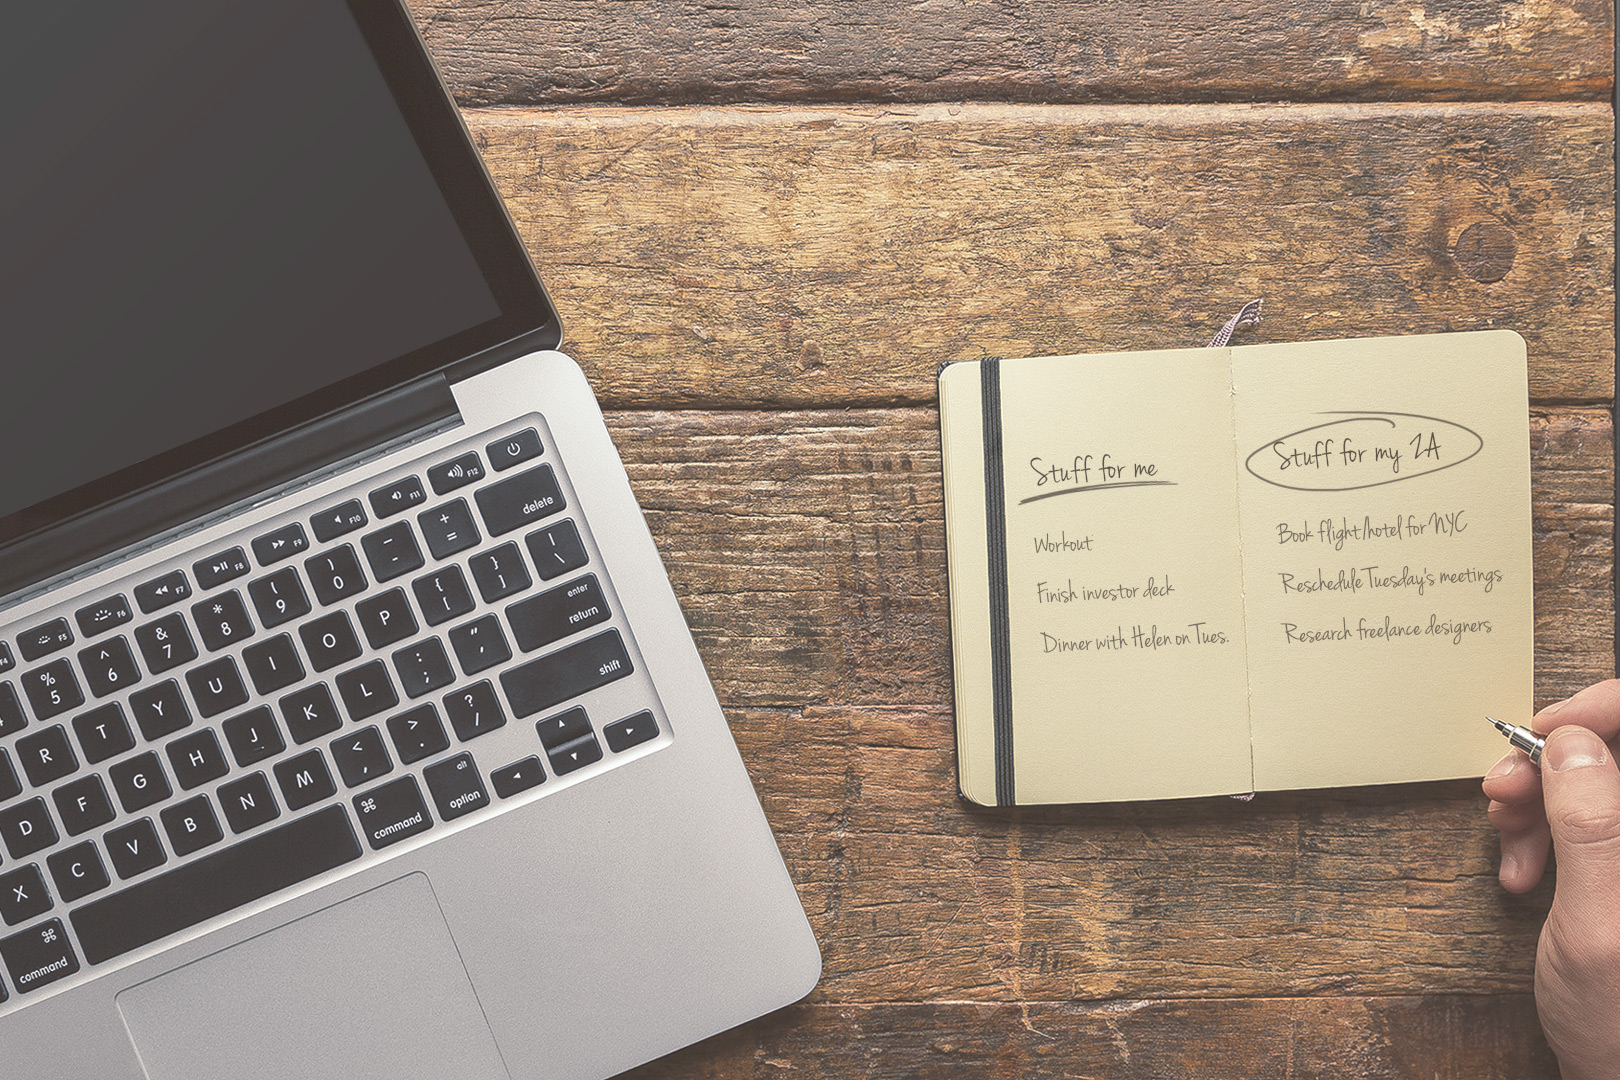 F4 F5 F6 F7 F8 F9 F10 F11 F12
4 % 5 ^ 6 & 7 * 8 ( 9 ) 0 _ - + = delete
R T Y U I O P { [ } ] | \
D F G H J K L : ; " ' enter return
X C V B N M < , > . ? / shift
⌘ command ⌘ command alt option
Stuff for me
Workout
Finish investor deck
Dinner with Helen on Tues.
Stuff for my ZA
Book flight/hotel for NYC
Reschedule Tuesday's meetings
Research freelance designers